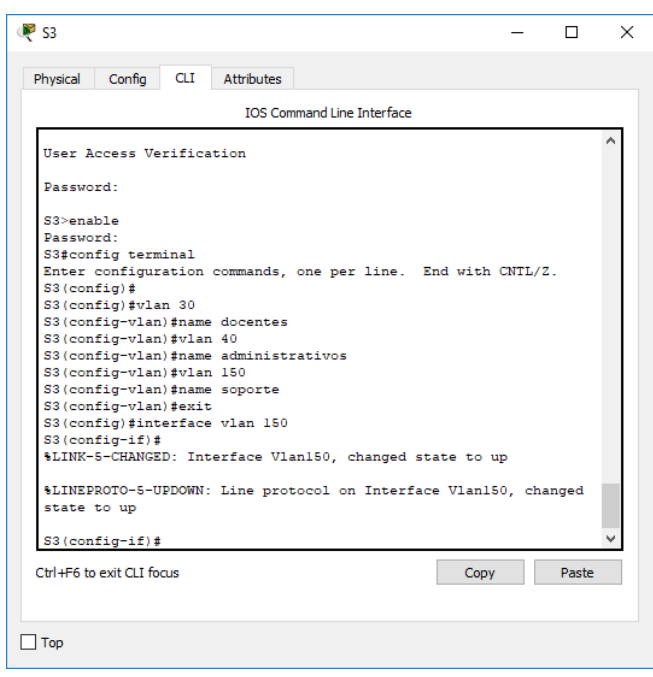 S3
Physical Config CLI Attributes
IOS Command Line Interface
User Access Verification
Password:
S3>enable
Password:
S3#config terminal
Enter configuration commands, one per line.  End with CNTL/Z.
S3(config)#
S3(config)#vlan 30
S3(config-vlan)#name docentes
S3(config-vlan)#vlan 40
S3(config-vlan)#name administrativos
S3(config-vlan)#vlan 150
S3(config-vlan)#name soporte
S3(config-vlan)#exit
S3(config)#interface vlan 150
S3(config-if)#
%LINK-5-CHANGED: Interface Vlan150, changed state to up
%LINEPROTO-5-UPDOWN: Line protocol on Interface Vlan150, changed
state to up
S3(config-if)#
Ctrl+F6 to exit CLI focus
Copy Paste
Top